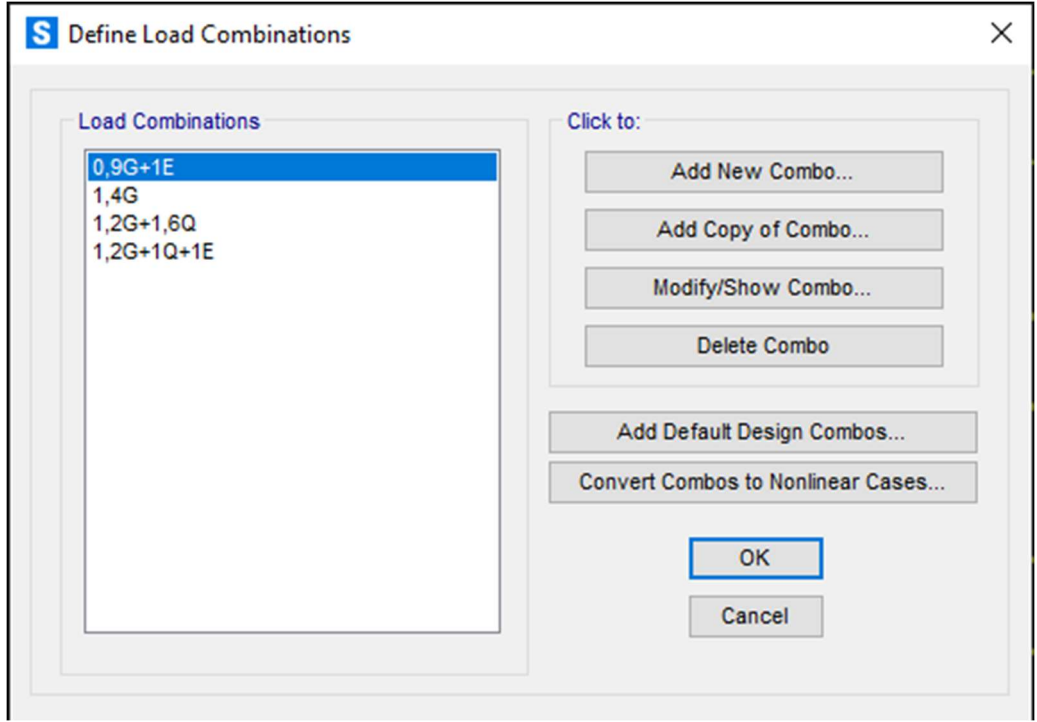 S Define Load Combinations
Load Combinations
0,9G+1E
1,4G
1,2G+1,6Q
1,2G+1Q+1E
Click to:
Add New Combo...
Add Copy of Combo...
Modify/Show Combo...
Delete Combo
Add Default Design Combos...
Convert Combos to Nonlinear Cases...
OK
Cancel